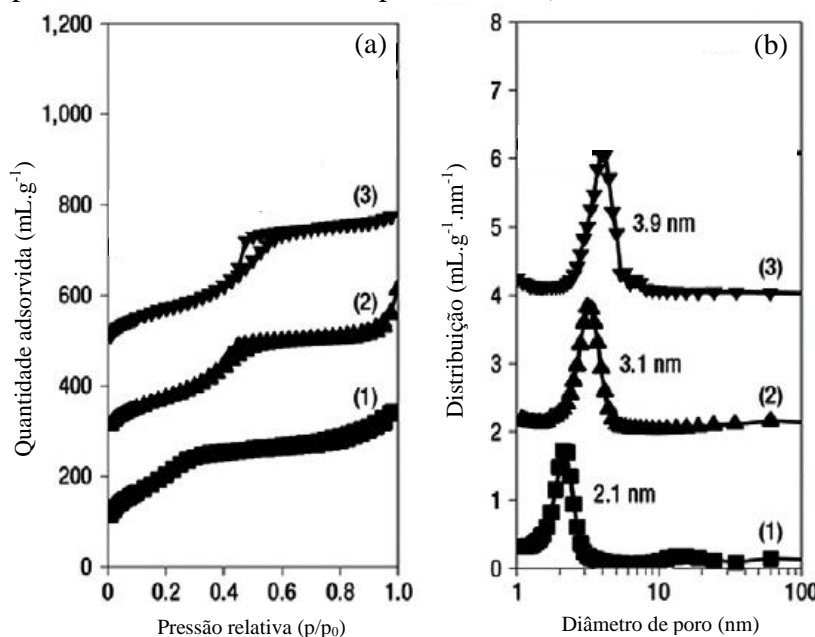 (a)
1,200
1,000
800
600
400
200
0
Quantidade adsorvida (mL.g-1)
(3)
(2)
(1)
0 0.2 0.4 0.6 0.8 1.0
Pressão relativa (p/p0)
(b)
8
7
6
5
4
3
2
1
0
Distribuição (mL.g-1.nm-1)
3.9 nm
(3)
3.1 nm
(2)
2.1 nm
(1)
1 10 100
Diâmetro de poro (nm)